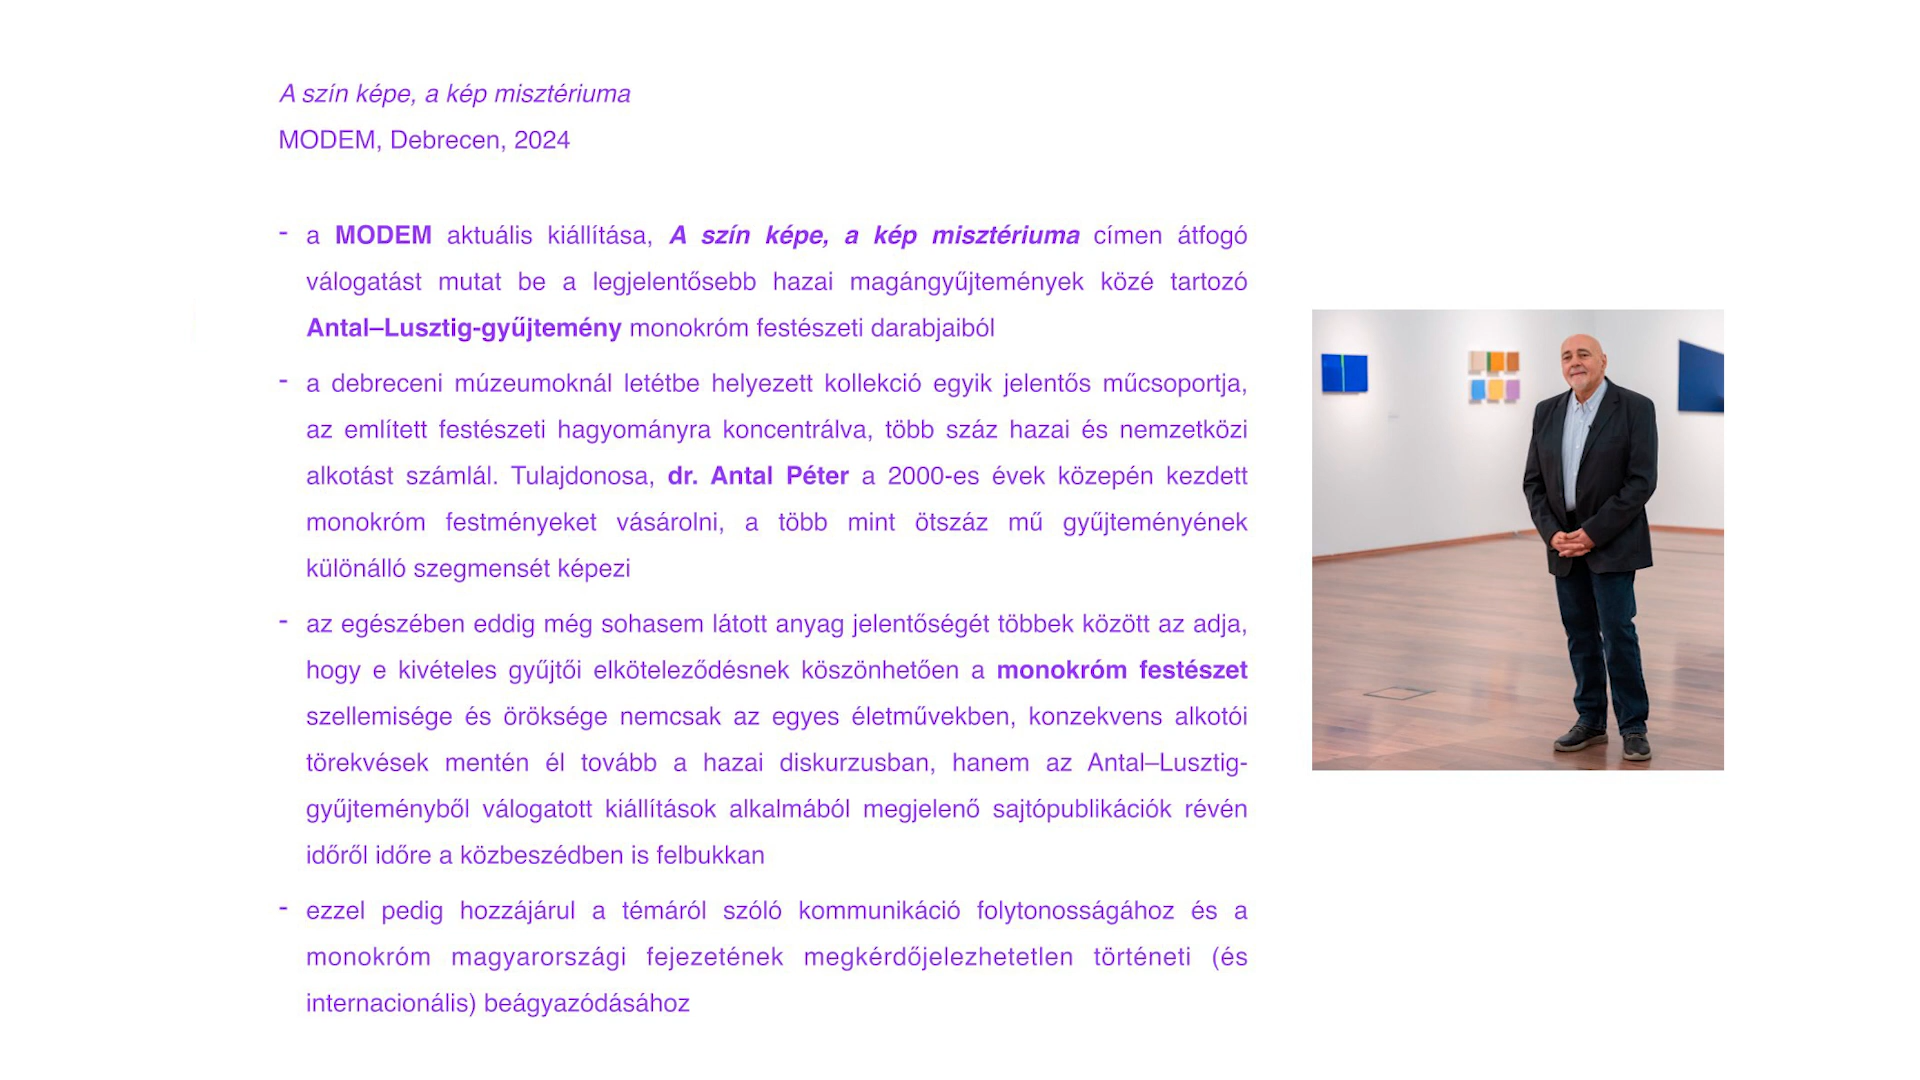 A szín képe, a kép misztériuma
MODEM, Debrecen, 2024
- a MODEM aktuális kiállítása, A szín képe, a kép misztériuma címen átfogó
válogatást mutat be a legjelentősebb hazai magángyűjtemények közé tartozó
Antal–Lusztig-gyűjtemény monokróm festészeti darabjaiból
- a debreceni múzeumoknál letétbe helyezett kollekció egyik jelentős műcsoportja,
az említett festészeti hagyományra koncentrálva, több száz hazai és nemzetközi
alkotást számlál. Tulajdonosa, dr. Antal Péter a 2000-es évek közepén kezdett
monokróm festményeket vásárolni, a több mint ötszáz mű gyűjteményének
különálló szegmensét képezi
- az egészében eddig még sohasem látott anyag jelentőségét többek között az adja,
hogy e kivételes gyűjtői elköteleződésnek köszönhetően a monokróm festészet
szellemisége és öröksége nemcsak az egyes életművekben, konzekvens alkotói
törekvések mentén él tovább a hazai diskurzusban, hanem az Antal–Lusztig-
gyűjteményből válogatott kiállítások alkalmából megjelenő sajtópublikációk révén
időről időre a közbeszédben is felbukkan
- ezzel pedig hozzájárul a témáról szóló kommunikáció folytonosságához és a
monokróm magyarországi fejezetének megkérdőjelezhetetlen történeti (és
internacionális) beágyazódásához